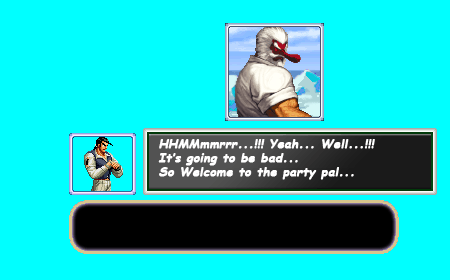 HHMMmmrrr...!!! Yeah... Well...!!!
It's going to be bad...
So Welcome to the party pal...